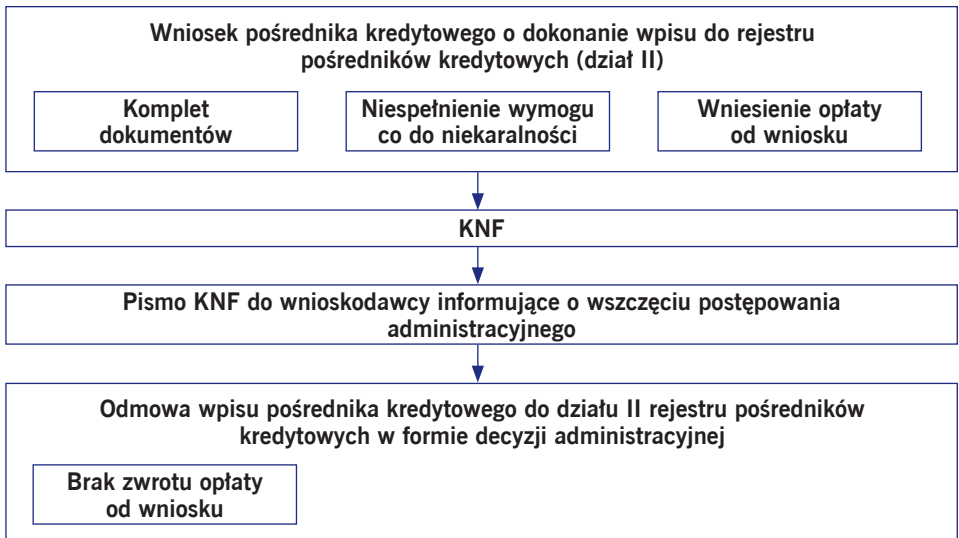 Wniosek pośrednika kredytowego o dokonanie wpisu do rejestru
pośredników kredytowych (dział II)
Komplet
dokumentów
Niespełnienie wymogu
co do niekaralności
Wniesienie opłaty
od wniosku
KNF
Pismo KNF do wnioskodawcy informujące o wszczęciu postępowania
administracyjnego
Odmowa wpisu pośrednika kredytowego do działu II rejestru pośredników
kredytowych w formie decyzji administracyjnej
Brak zwrotu opłaty
od wniosku